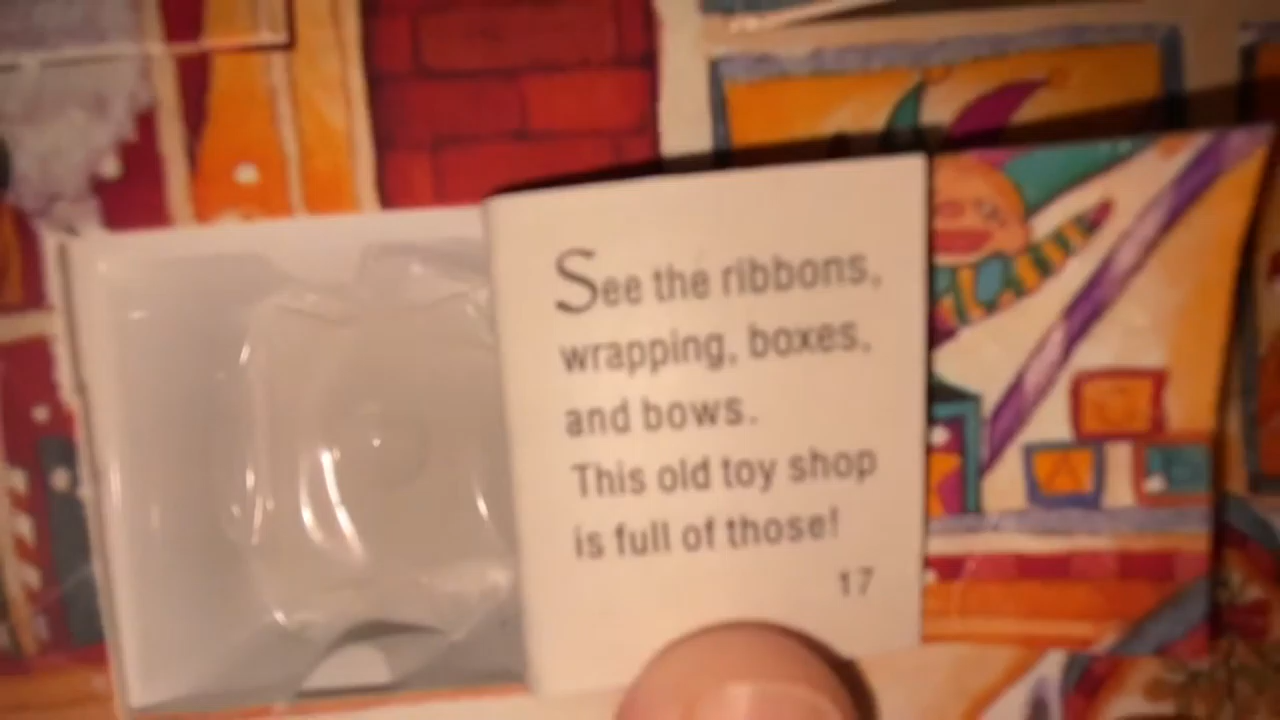 See the ribbons,
wrapping, boxes,
and bows.
This old toy shop
is full of those!
17